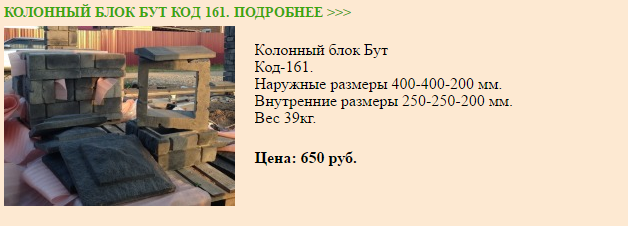 КОЛОННЫЙ БЛОК БУТ КОД 161. ПОДРОБНЕЕ >>>
Колонный блок Бут
Код-161.
Наружные размеры 400-400-200 мм.
Внутренние размеры 250-250-200 мм.
Вес 39кг.
Цена: 650 руб.